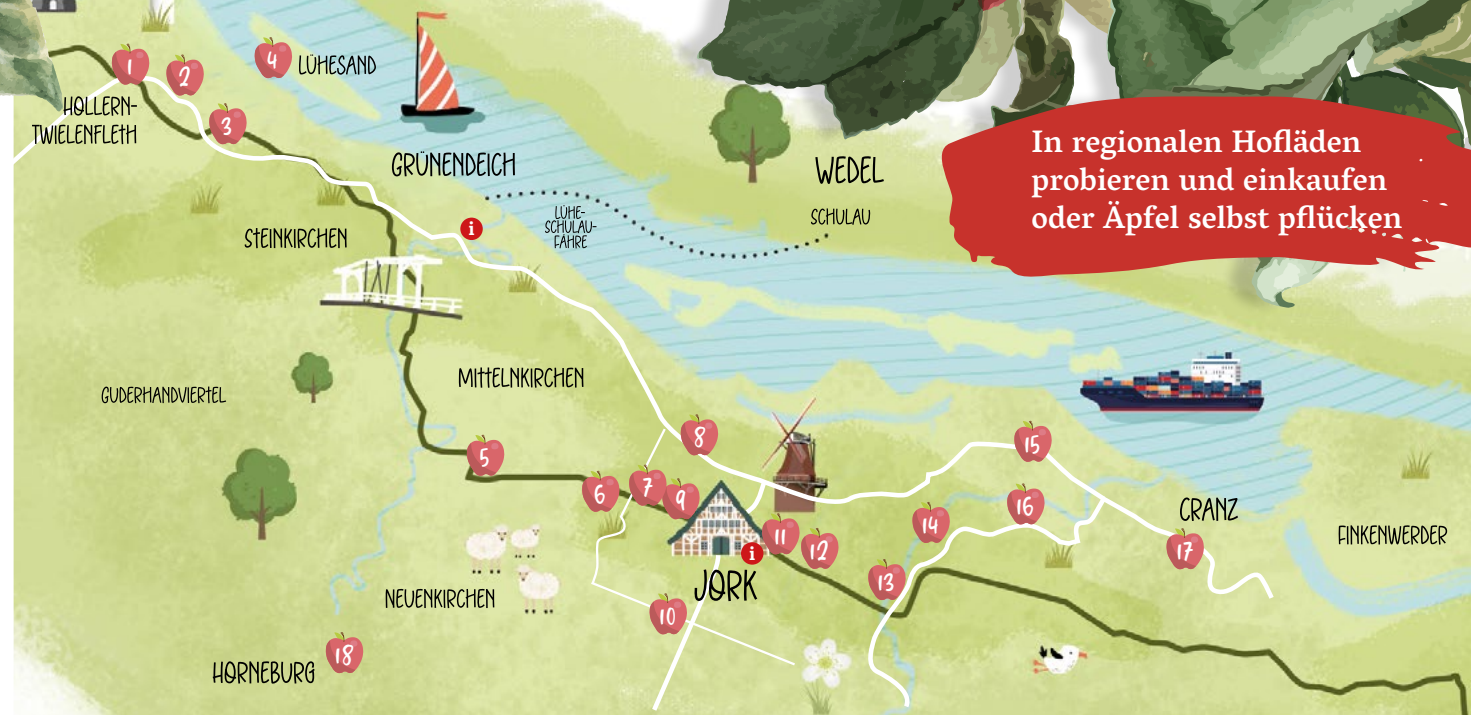 1
2
4
LÜHESAND
HOLLERN-
TWIELENFLETH
3
GRÜNENDEICH
WEDEL
SCHULAU
In regionalen Hofläden
probieren und einkaufen
oder Äpfel selbst pflücken
LÜHE-
SCHULAU-
FÄHRE
i
STEINKIRCHEN
MITTELNKIRCHEN
GUDERHANDVIERTEL
5
6
7
8
9
15
16
14
CRANZ
17
FINKENWERDER
11
12
i
13
JORK
10
NEUENKIRCHEN
HORNEBURG
18